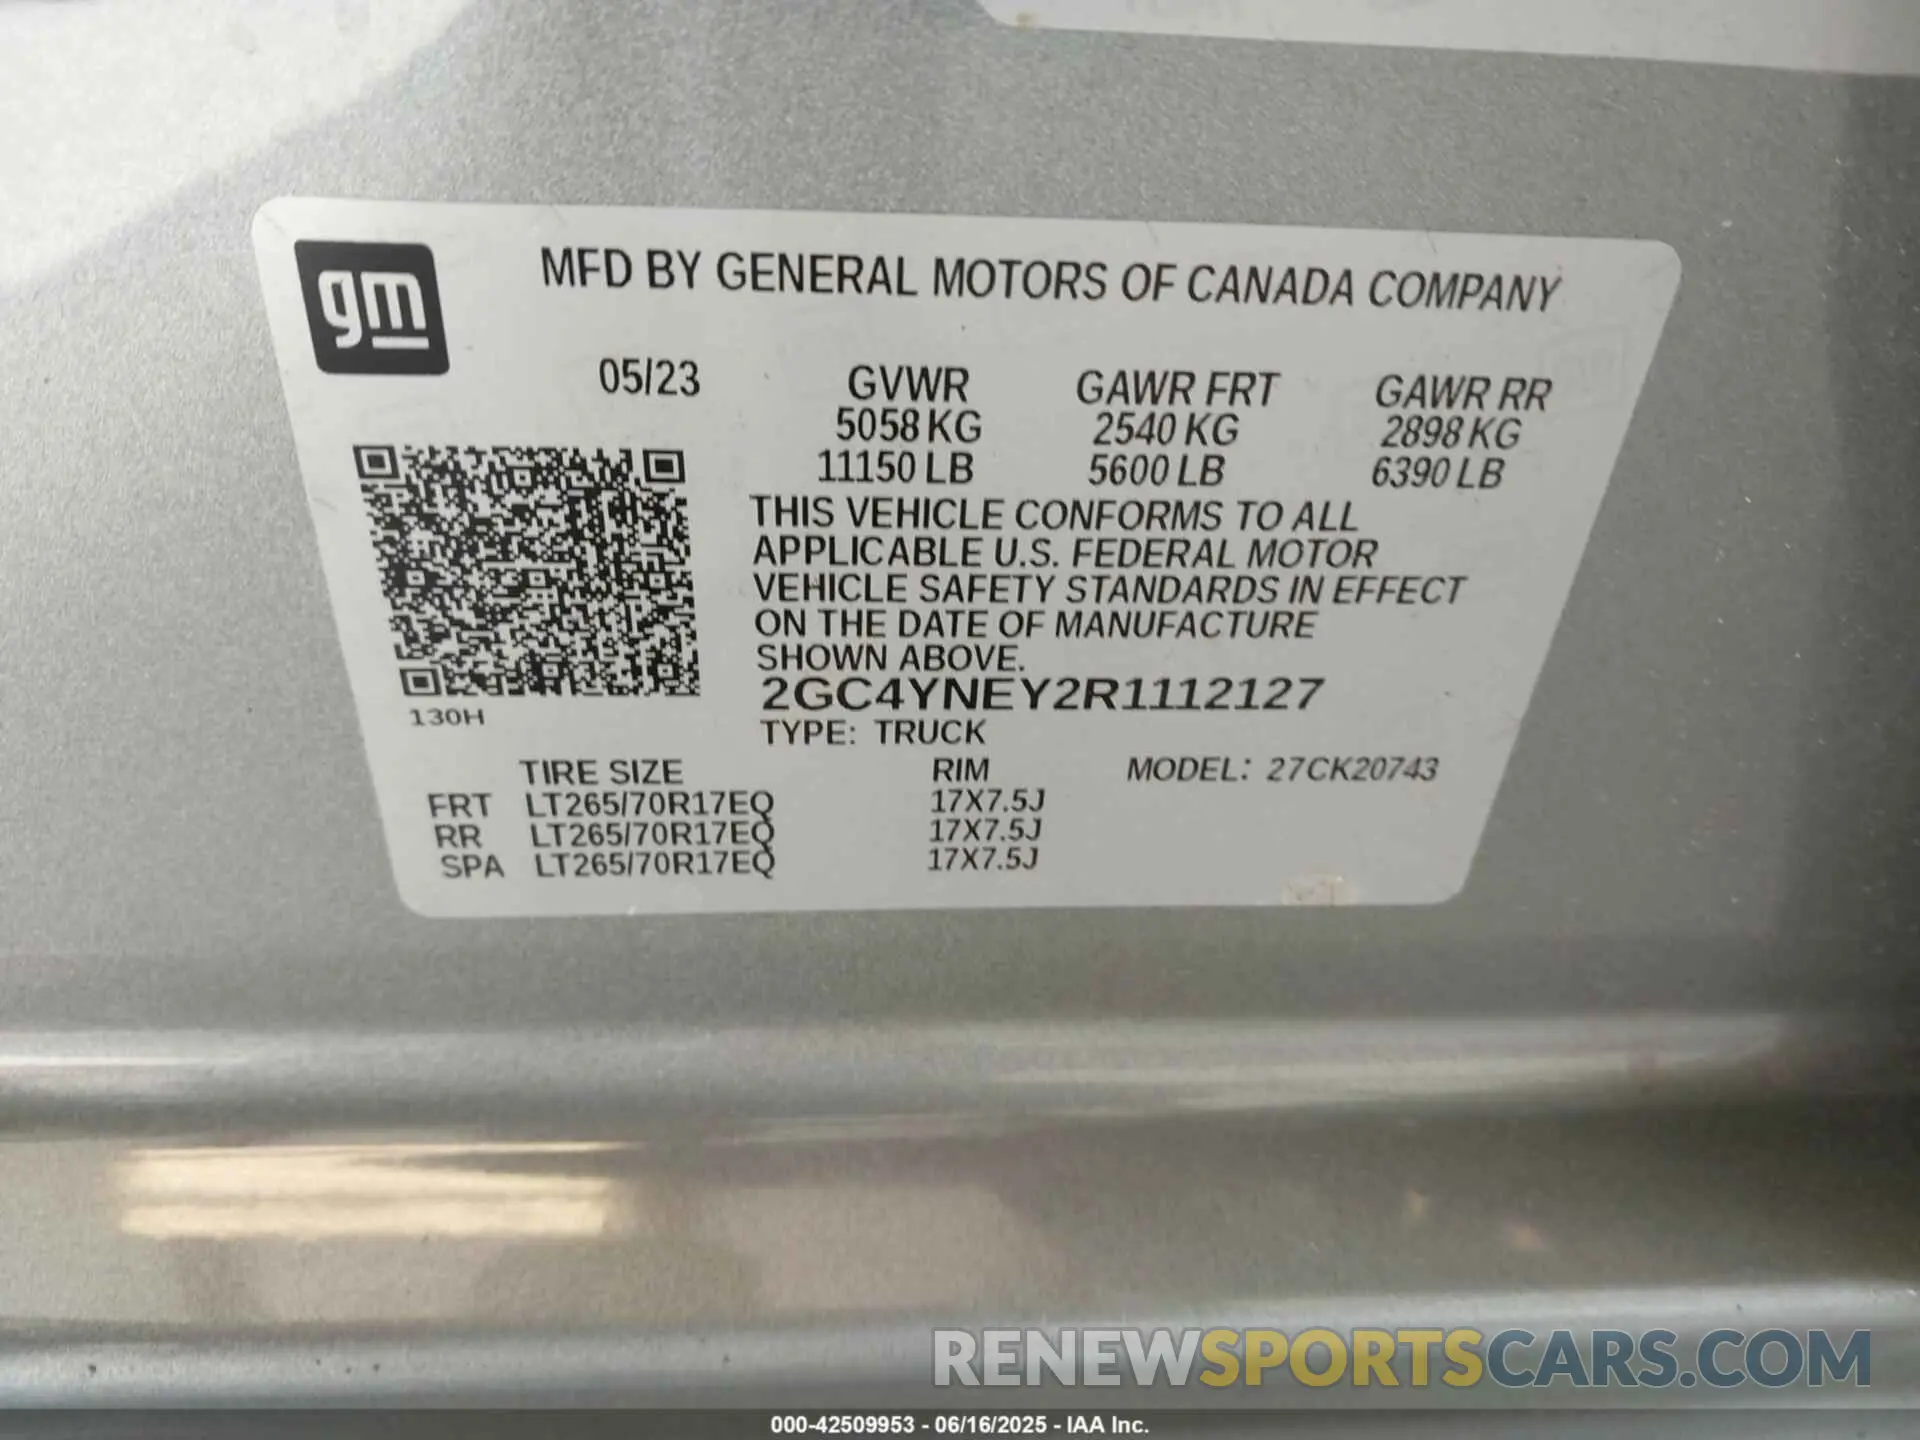 gm
MFD BY GENERAL MOTORS OF CANADA COMPANY
05/23 GVWR GAWR FRT GAWR RR
5058 KG 2540 KG 2898 KG
11150 LB 5600 LB 6390 LB
THIS VEHICLE CONFORMS TO ALL
APPLICABLE U.S. FEDERAL MOTOR
VEHICLE SAFETY STANDARDS IN EFFECT
ON THE DATE OF MANUFACTURE
SHOWN ABOVE.
2GC4YNEY2R1112127
130H
TYPE: TRUCK
TIRE SIZE RIM MODEL: 27CK20743
FRT LT265/70R17EQ 17X7.5J
RR LT265/70R17EQ 17X7.5J
SPA LT265/70R17EQ 17X7.5J
RENEWSPORTSCARS.COM
000-42509953 - 06/16/2025 - IAA Inc.